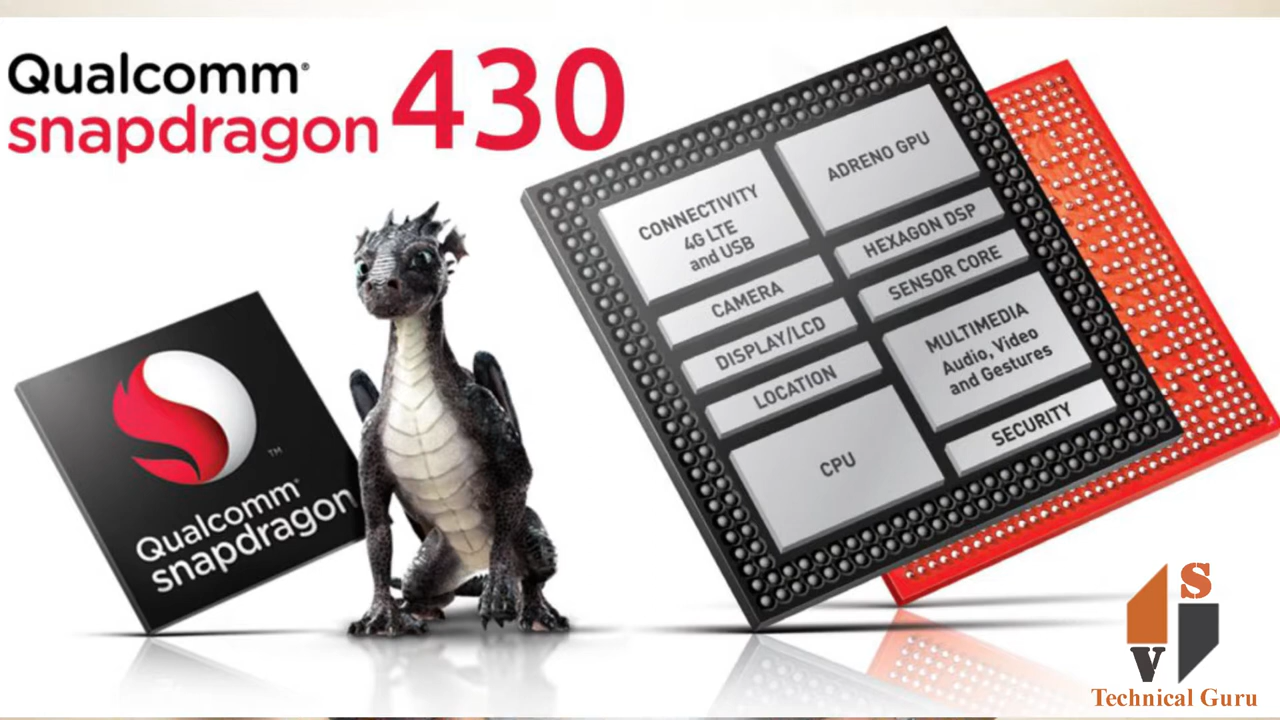 Qualcomm®
snapdragon 430
CONNECTIVITY
4G LTE
and USB
CAMERA
DISPLAY/LCD
LOCATION
CPU
ADRENO GPU
HEXAGON DSP
SENSOR CORE
MULTIMEDIA
Audio, Video
and Gestures
SECURITY
TM
Qualcomm®
snapdragon
S
V
Technical Guru